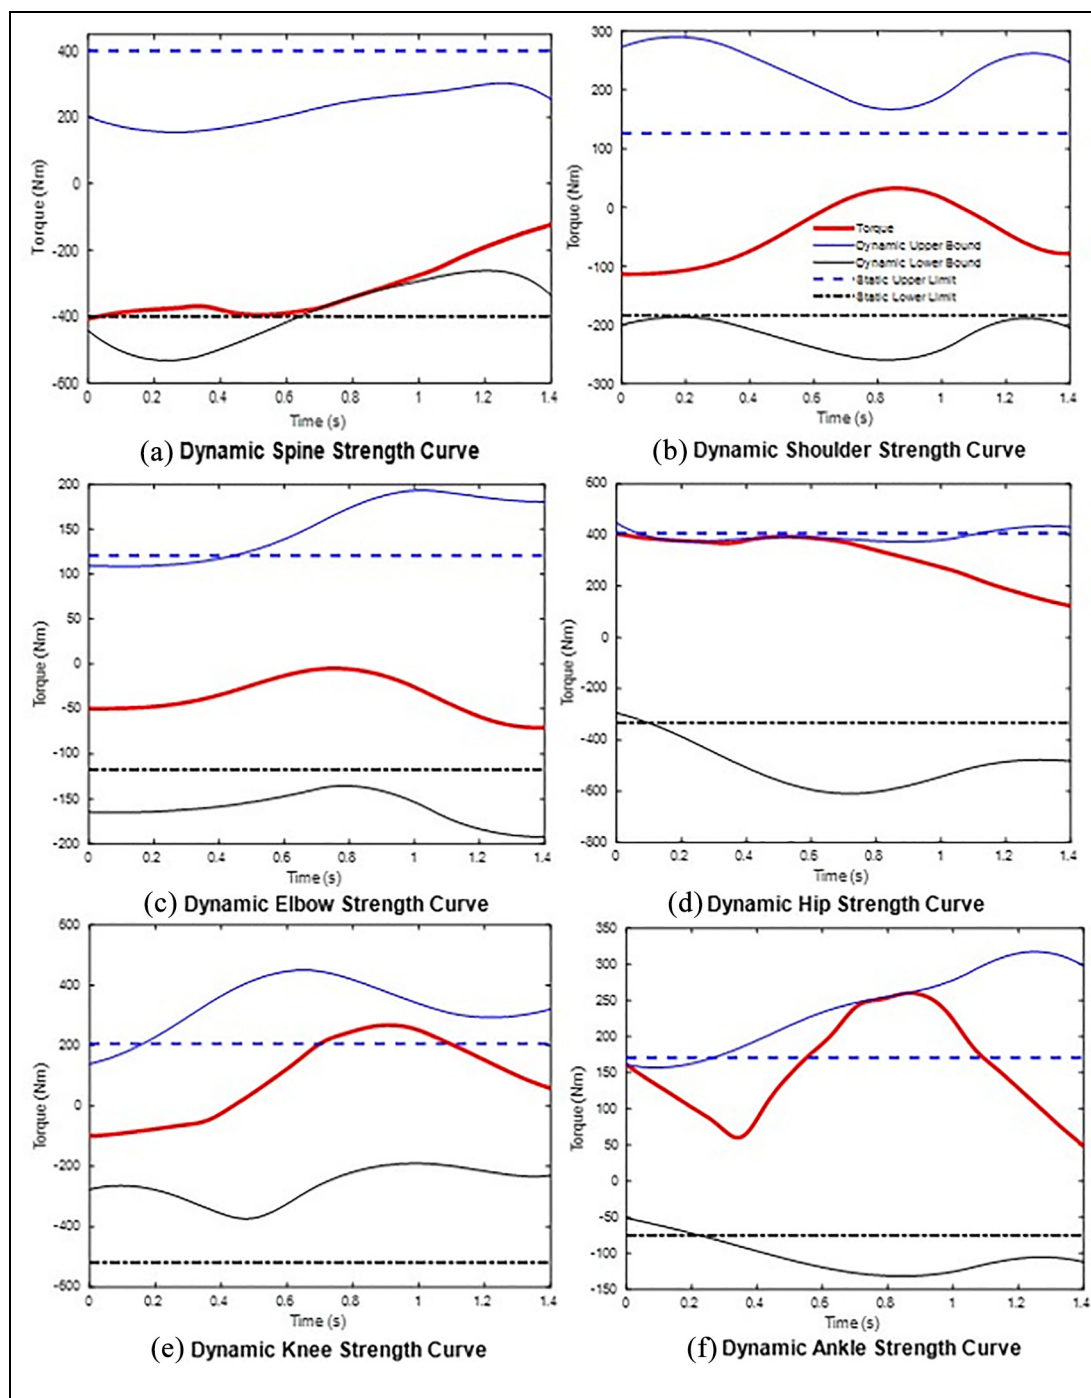 400
200
0
-200
-400
-600
Torque (Nm)
0 0.2 0.4 0.6 0.8 1 1.2 1.4
Time (s)
(a) Dynamic Spine Strength Curve
300
200
100
0
-100
-200
-300
Torque (Nm)
Torque
Dynamic Upper Bound
Dynamic Lower Bound
Static Upper Limit
Static Lower Limit
0 0.2 0.4 0.6 0.8 1 1.2 1.4
Time (s)
(b) Dynamic Shoulder Strength Curve
200
150
100
50
0
-50
-100
-150
-200
Torque (Nm)
0 0.2 0.4 0.6 0.8 1 1.2 1.4
Time (s)
(c) Dynamic Elbow Strength Curve
600
400
200
0
-200
-400
-600
-800
Torque (Nm)
0 0.2 0.4 0.6 0.8 1 1.2 1.4
Time (s)
(d) Dynamic Hip Strength Curve
600
400
200
0
-200
-400
-600
Torque (Nm)
0 0.2 0.4 0.6 0.8 1 1.2 1.4
Time (s)
(e) Dynamic Knee Strength Curve
350
300
250
200
150
100
50
0
-50
-100
-150
Torque (Nm)
0 0.2 0.4 0.6 0.8 1 1.2 1.4
Time (s)
(f) Dynamic Ankle Strength Curve